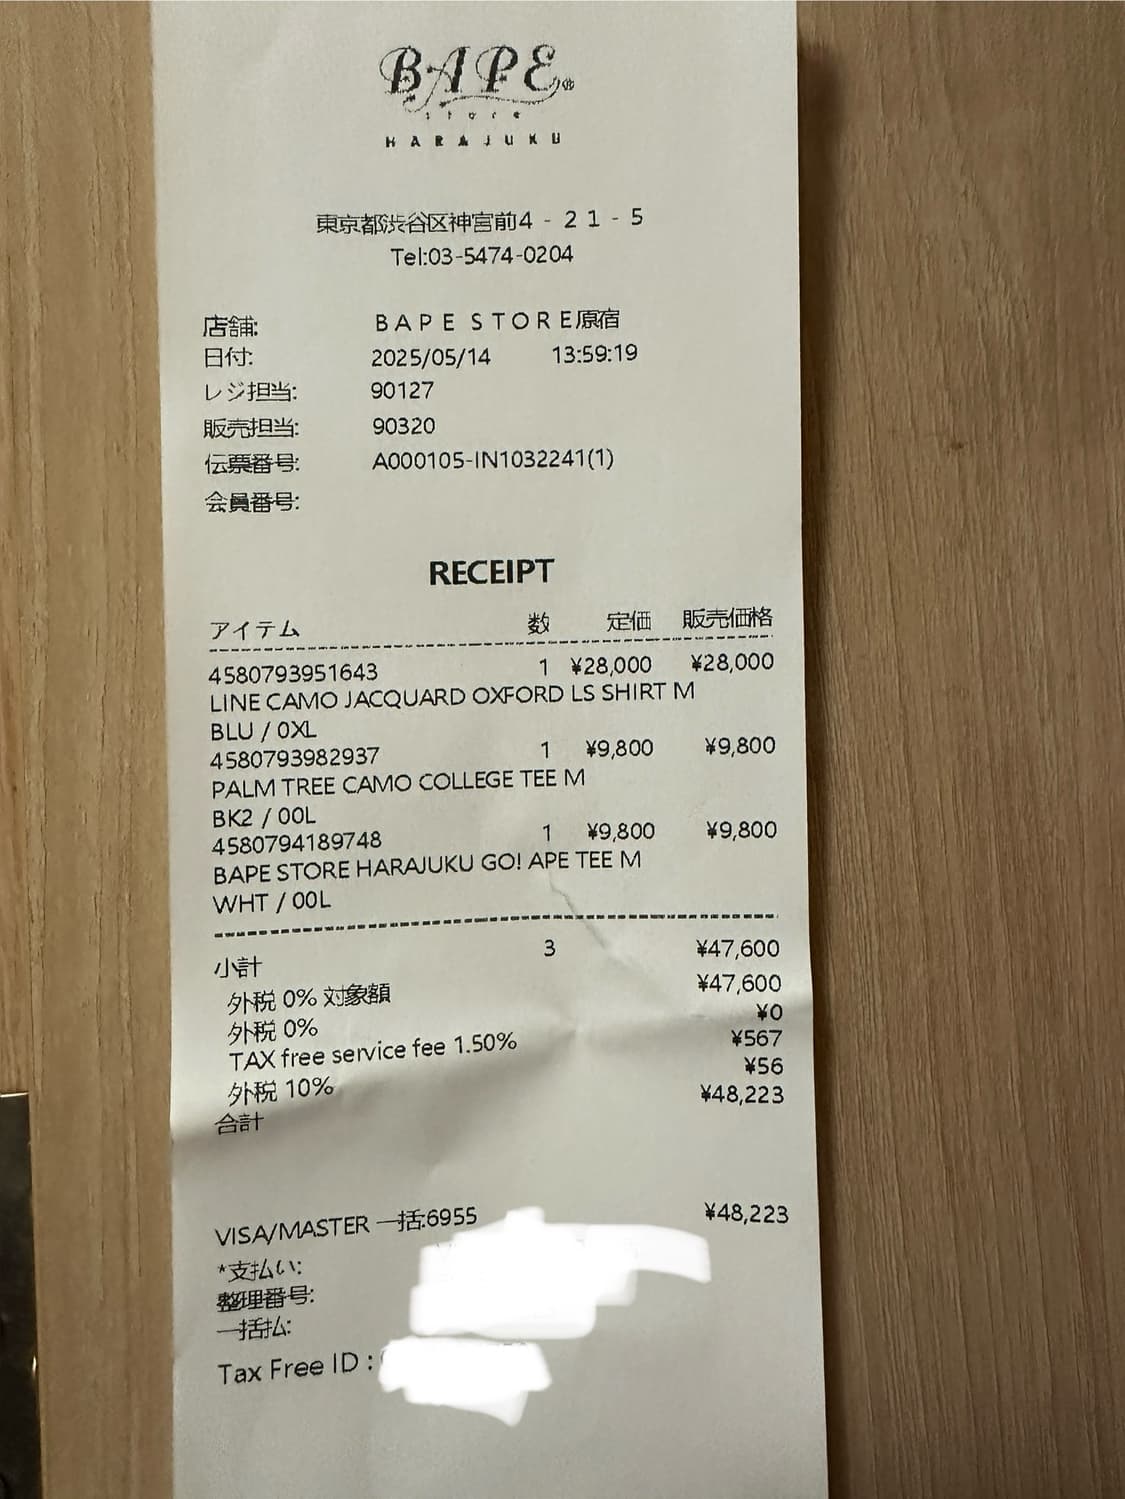 BAPE®
store
HARAJUKU
東京都渋谷区神宮前4 - 2 1 - 5
Tel:03-5474-0204
店舗: BAPE STORE原宿
日付: 2025/05/14 13:59:19
レジ担当: 90127
販売担当: 90320
伝票番号: A000105-IN1032241(1)
会員番号:
RECEIPT
アイテム 数 定価 販売価格
4580793951643 1 ¥28,000 ¥28,000
LINE CAMO JACQUARD OXFORD LS SHIRT M
BLU / 0XL
4580793982937 1 ¥9,800 ¥9,800
PALM TREE CAMO COLLEGE TEE M
BK2 / 00L
4580794189748 1 ¥9,800 ¥9,800
BAPE STORE HARAJUKU GO! APE TEE M
WHT / 00L
小計 3 ¥47,600
外税 0% 対象額 ¥47,600
外税 0% ¥0
TAX free service fee 1.50% ¥567
外税 10% ¥56
合計 ¥48,223
VISA/MASTER 一括:6955 ¥48,223
*支払い:
整理番号:
一括払:
Tax Free ID :